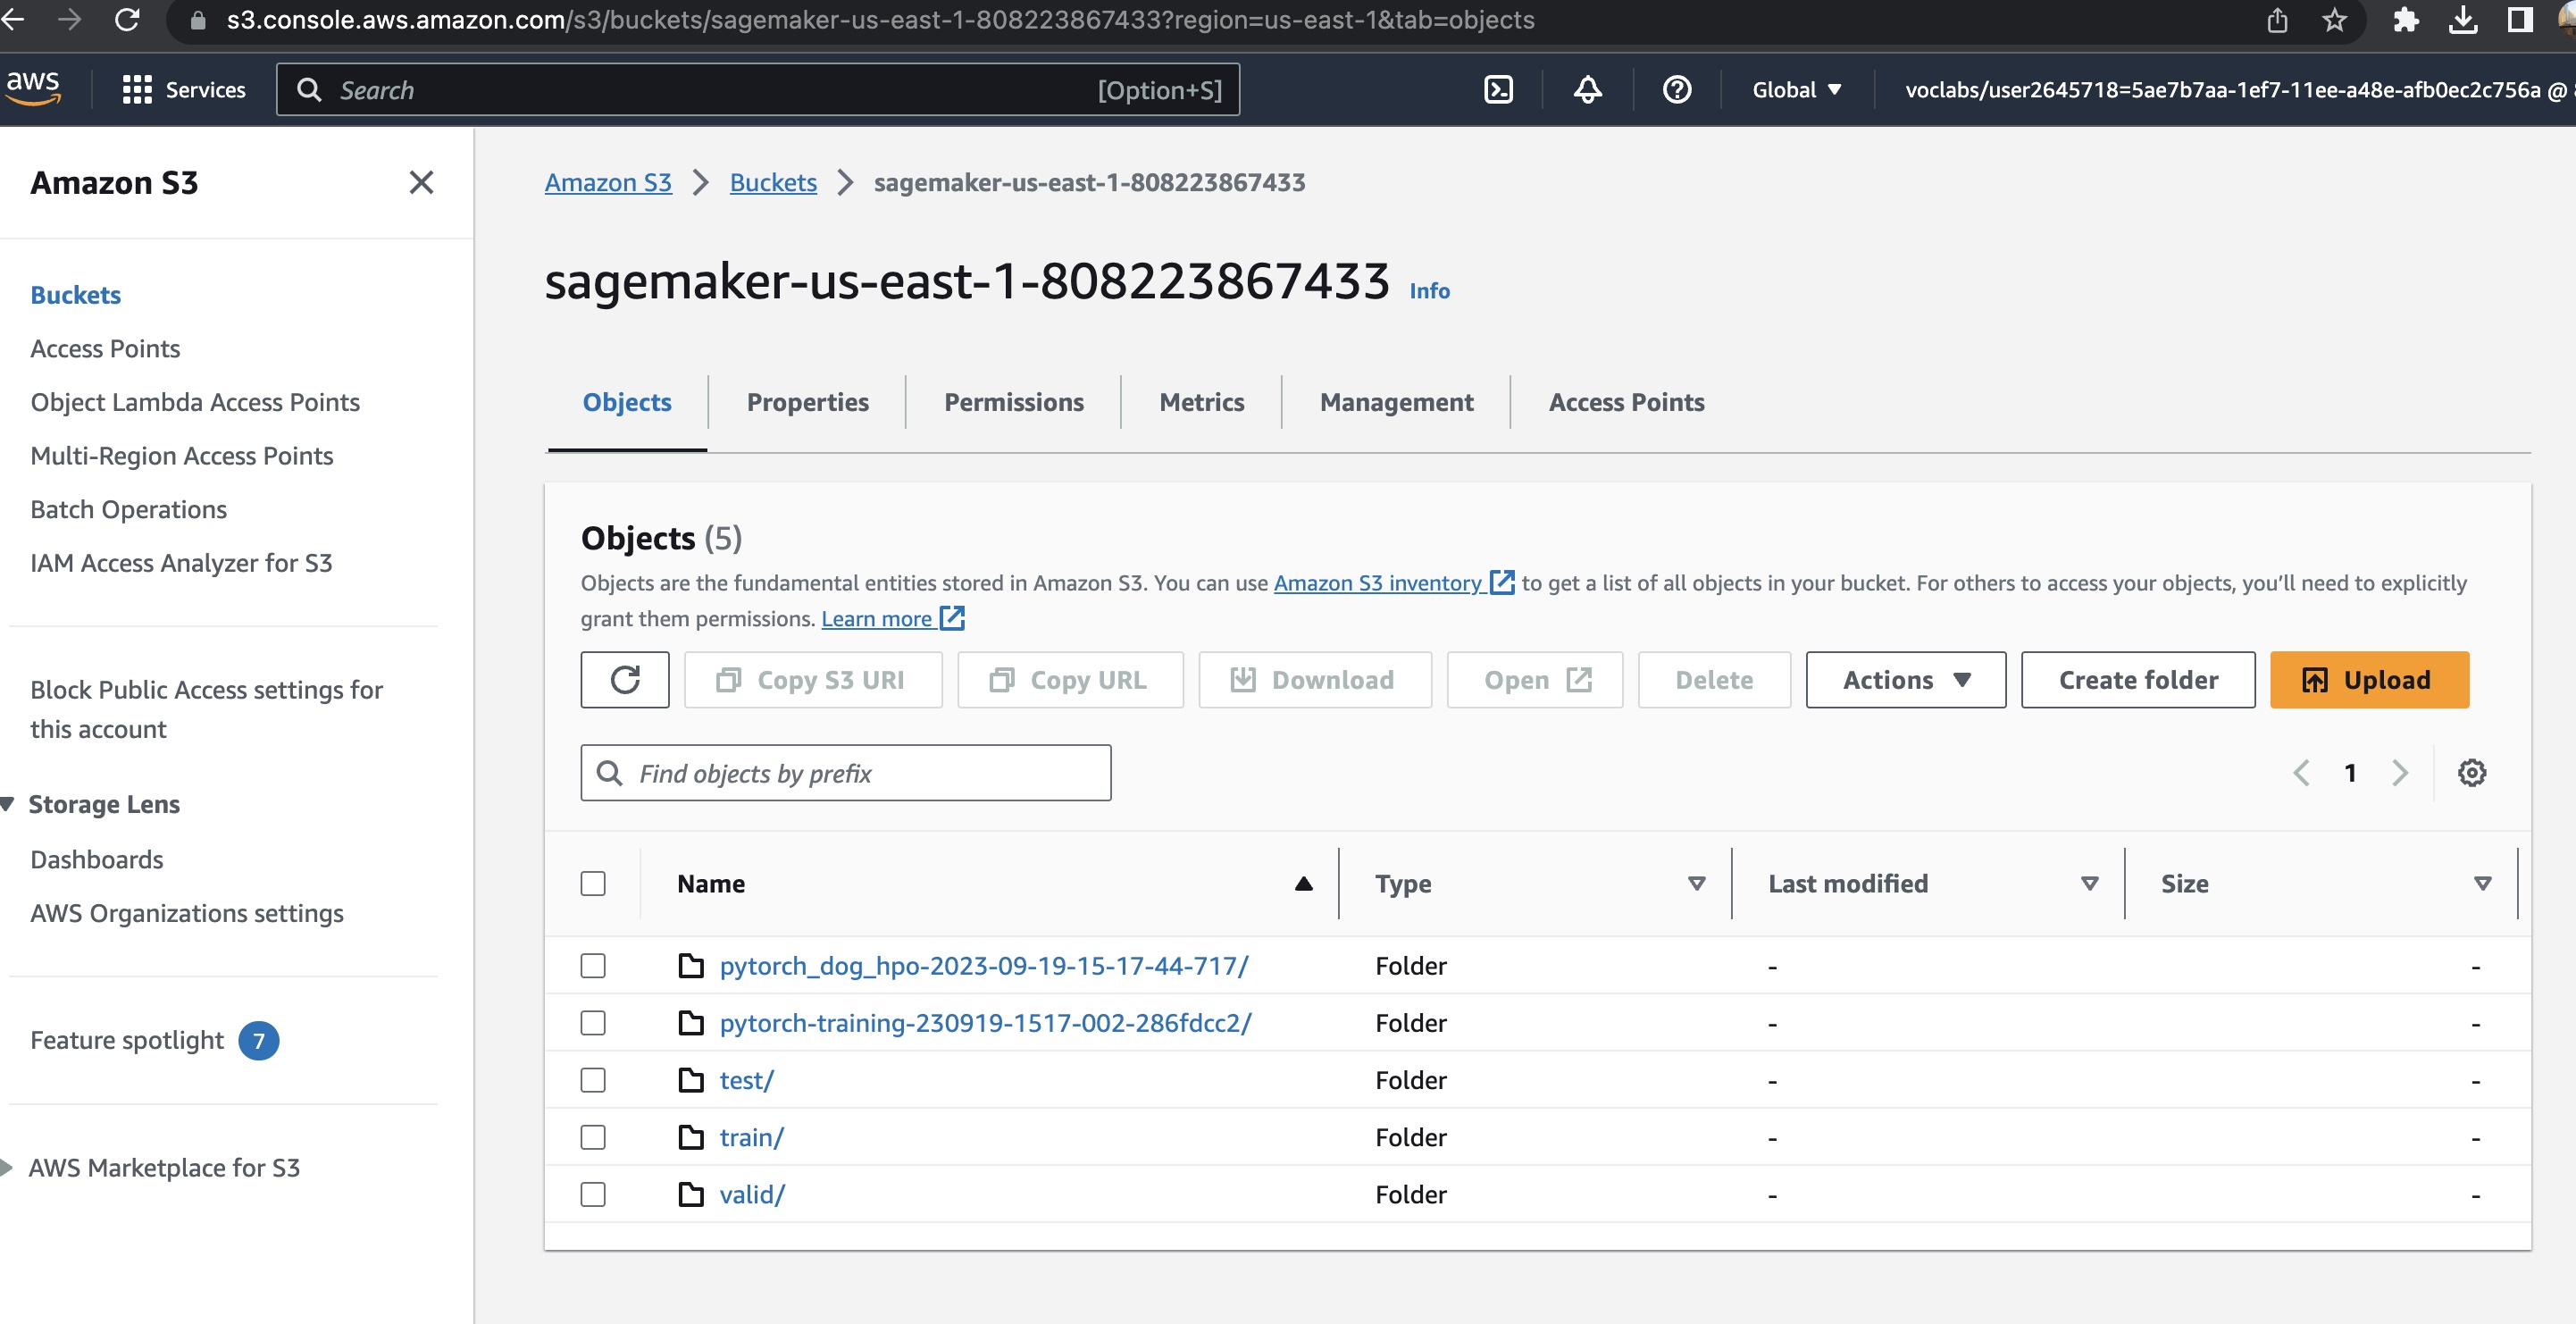 s3.console.aws.amazon.com/s3/buckets/sagemaker-us-east-1-808223867433?region=us-east-1&tab=objects
aws Services Search [Option+S] Global voclabs/user2645718=5ae7b7aa-1ef7-11ee-a48e-afb0ec2c756a @
Amazon S3
Buckets
Access Points
Object Lambda Access Points
Multi-Region Access Points
Batch Operations
IAM Access Analyzer for S3
Block Public Access settings for
this account
Storage Lens
Dashboards
AWS Organizations settings
Feature spotlight 7
AWS Marketplace for S3
Amazon S3 Buckets sagemaker-us-east-1-808223867433
sagemaker-us-east-1-808223867433 Info
Objects Properties Permissions Metrics Management Access Points
Objects (5)
Objects are the fundamental entities stored in Amazon S3. You can use Amazon S3 inventory to get a list of all objects in your bucket. For others to access your objects, you’ll need to explicitly
grant them permissions. Learn more
Copy S3 URI Copy URL Download Open Delete Actions Create folder Upload
Find objects by prefix 1
Name Type Last modified Size
pytorch_dog_hpo-2023-09-19-15-17-44-717/ Folder - -
pytorch-training-230919-1517-002-286fdcc2/ Folder - -
test/ Folder - -
train/ Folder - -
valid/ Folder - -